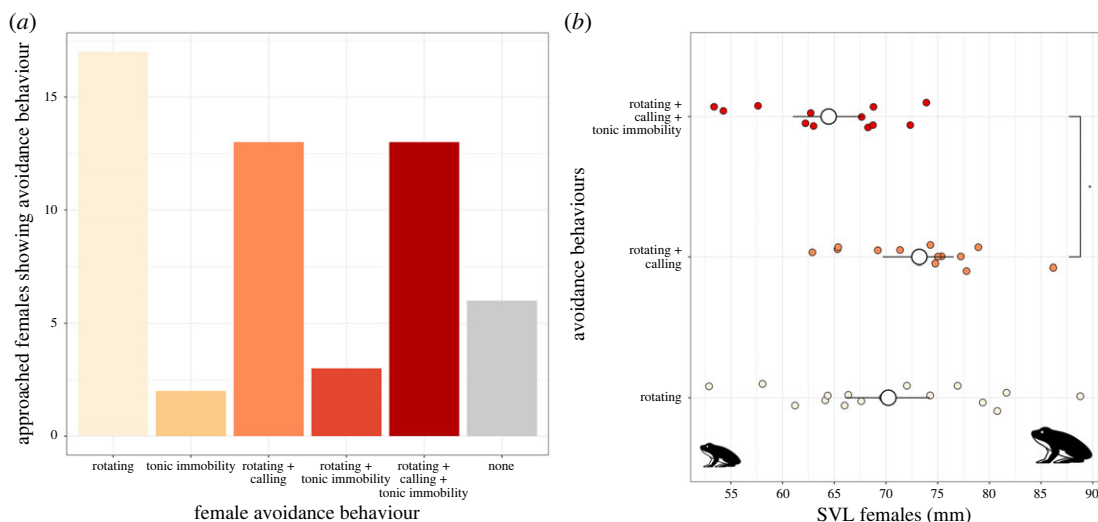 (a)
approached females showing avoidance behaviour
15
10
5
0
rotating
tonic immobility
rotating +
calling
rotating +
tonic immobility
rotating +
calling +
tonic immobility
none
female avoidance behaviour
(b)
avoidance behaviours
rotating +
calling +
tonic immobility
rotating +
calling
rotating
55
60
65
70
75
80
85
90
SVL females (mm)